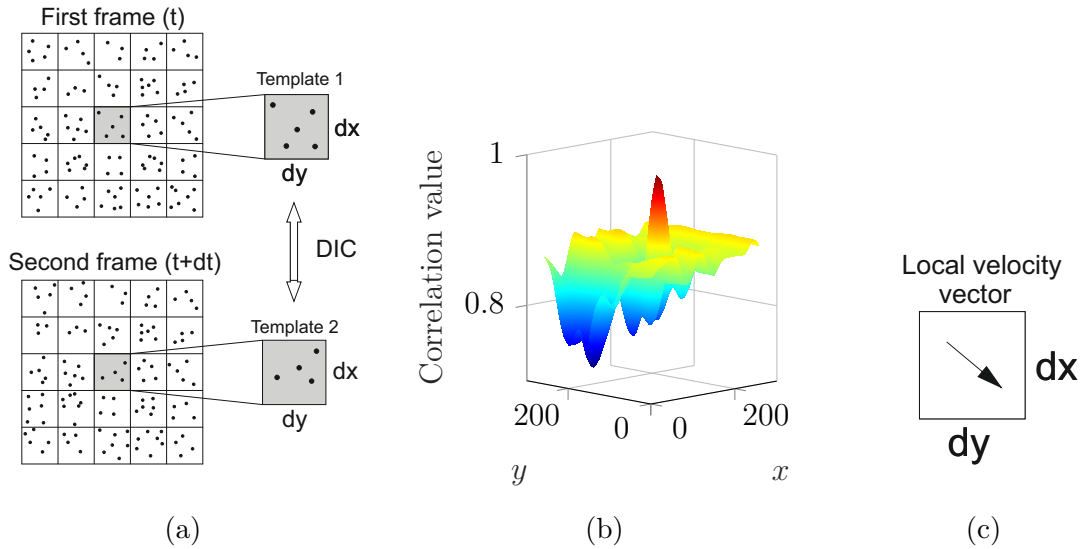 First frame (t)
Template 1
dx
dy
DIC
Second frame (t+dt)
Template 2
dx
dy
(a)
Correlation value
1
0.8
200
0
0
200
y
x
(b)
Local velocity
vector
dx
dy
(c)